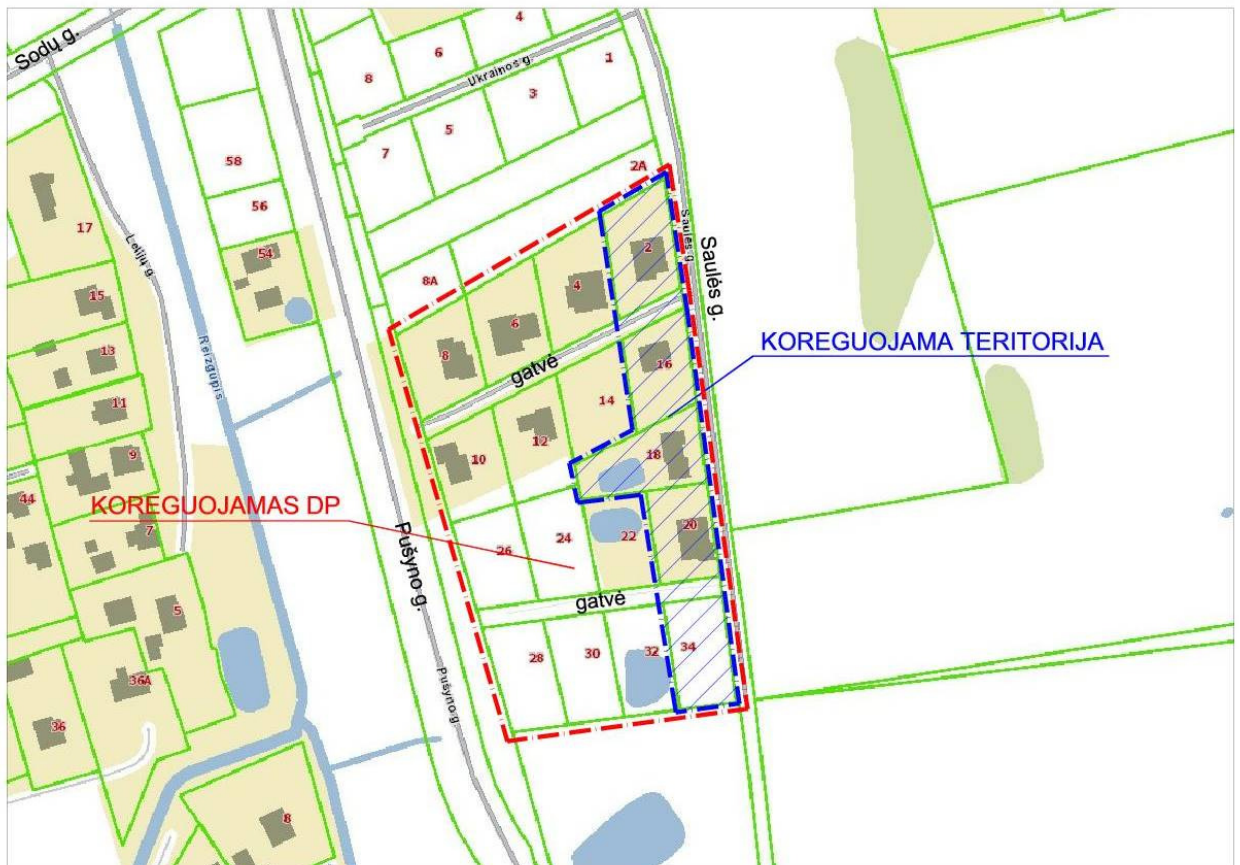 Sodų g.
4
6
8
Ukrainos g.
1
3
5
7
58
56
54
17
Lelijų g.
15
13
11
9
44
7
5
36A
36
8
Reizgupis
2A
8A
2
4
6
8
Saulės g.
Saulės g.
gatvė
16
14
12
10
18
20
22
24
26
gatvė
28
30
32
34
Pušyno g.
Pušyno g.
KOREGUOJAMA TERITORIJA
KOREGUOJAMAS DP